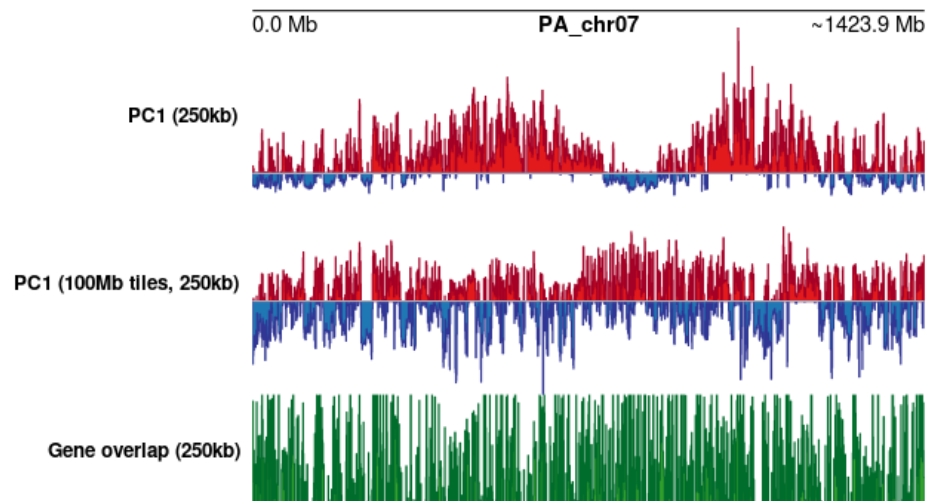 0.0 Mb PA_chr07 ~1423.9 Mb
PC1 (250kb)
PC1 (100Mb tiles, 250kb)
Gene overlap (250kb)